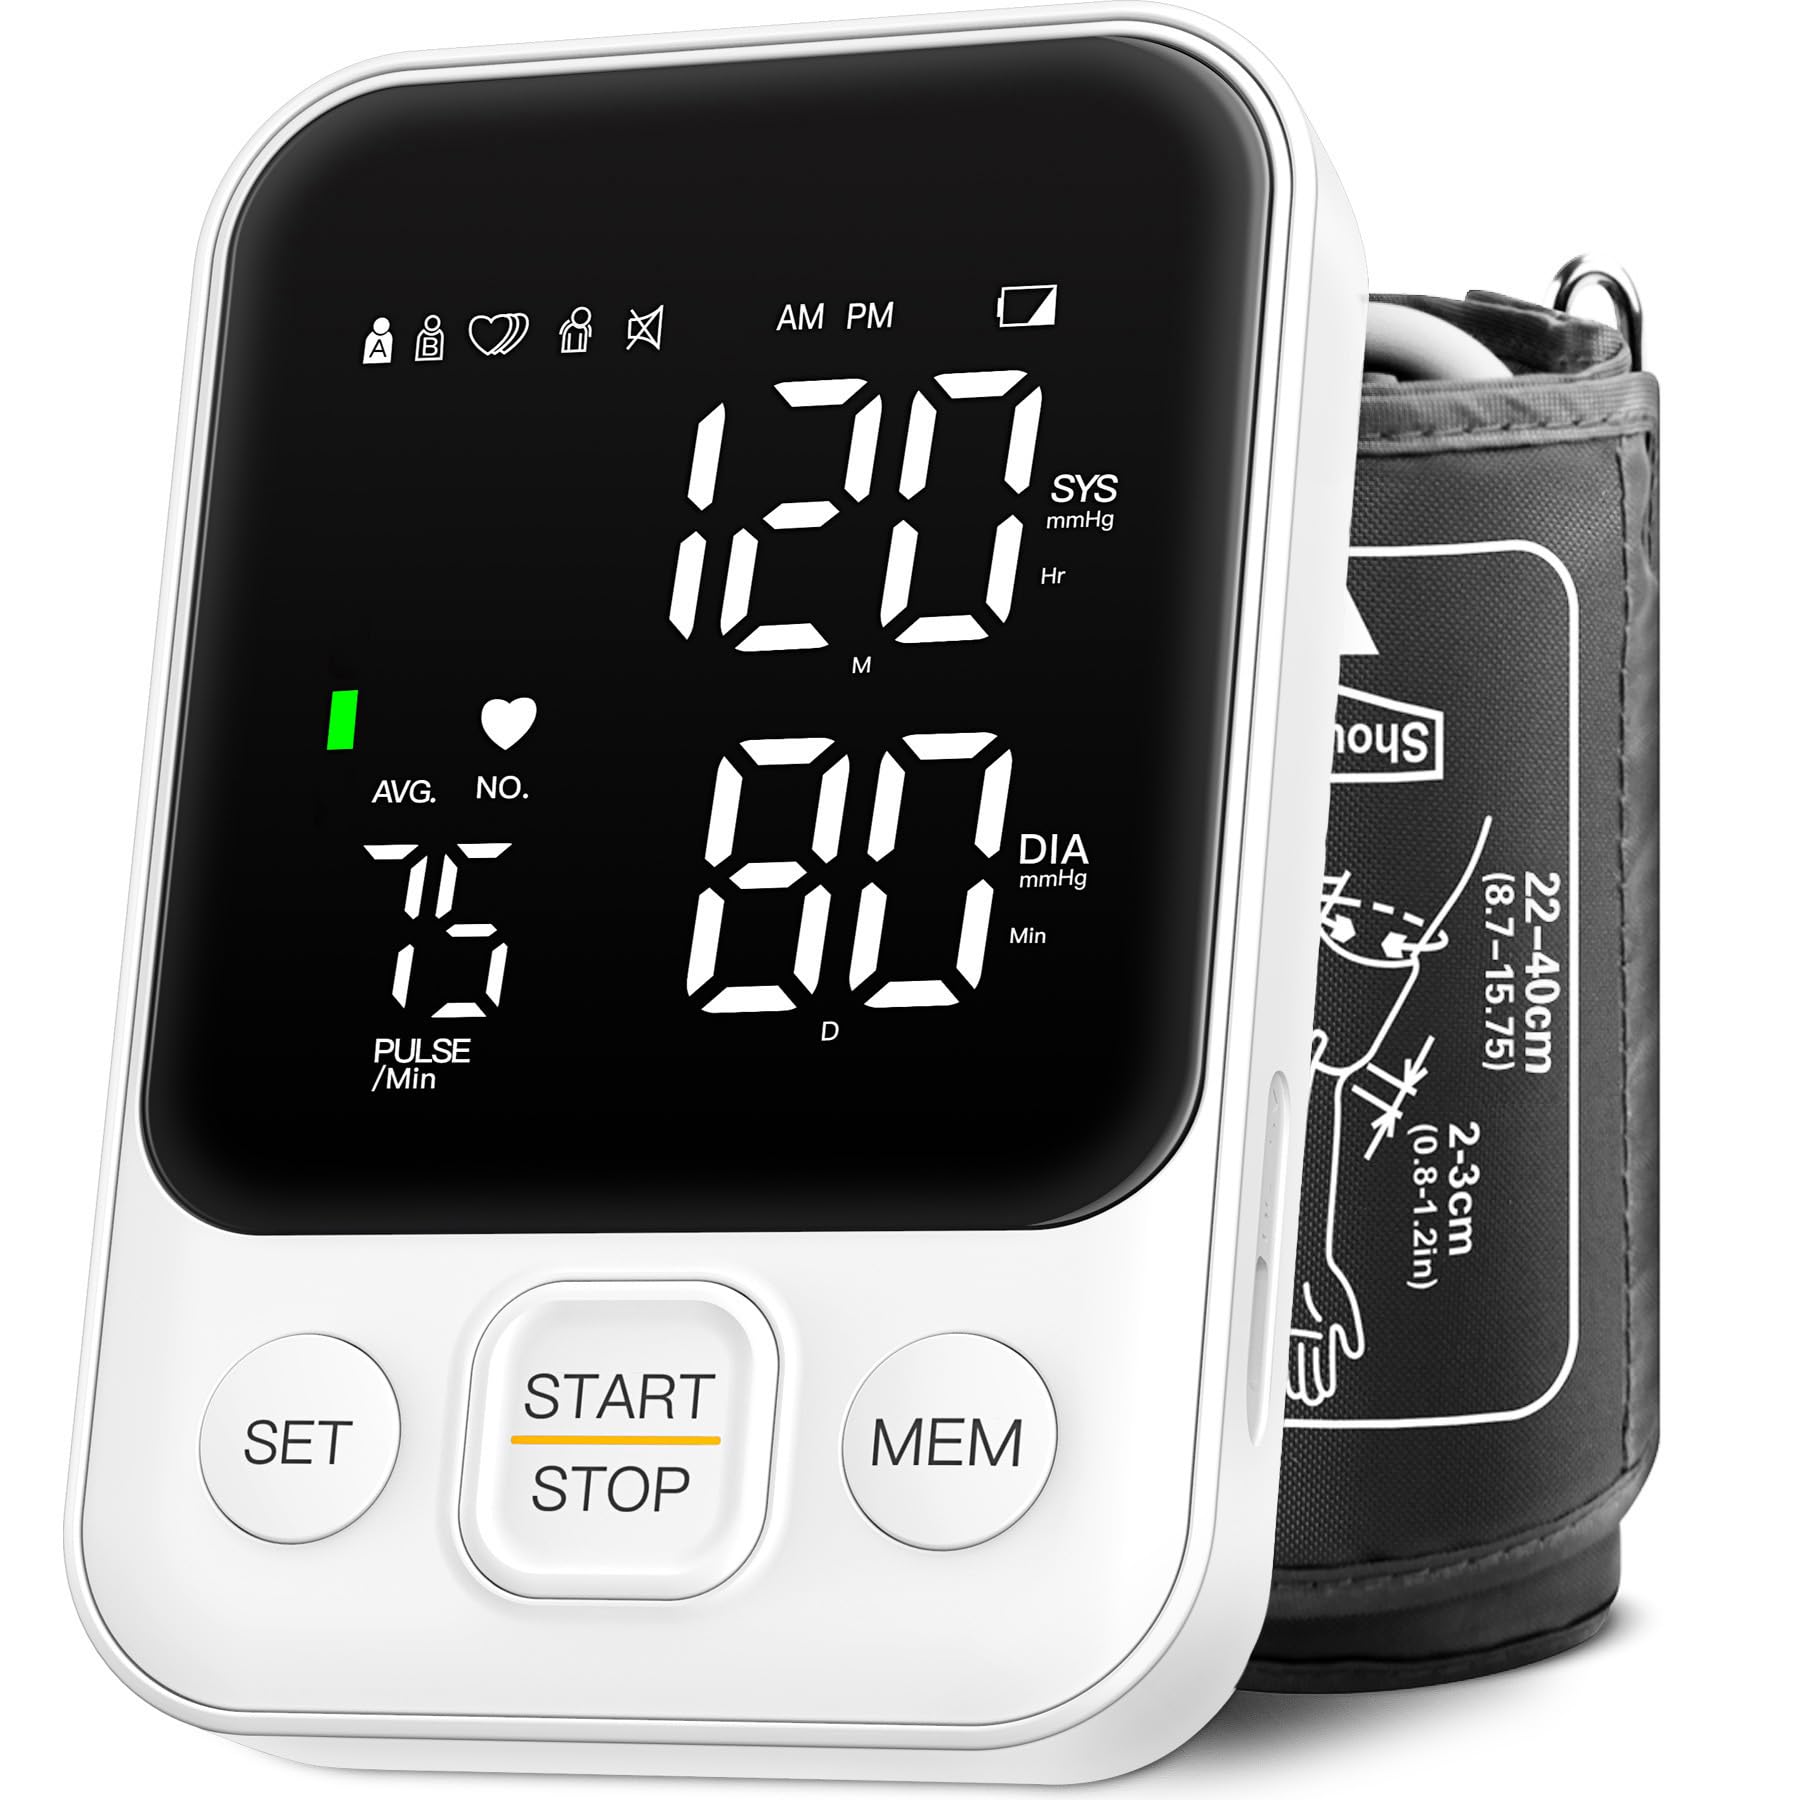 A B AM PM
120
SYS
mmHg
Hr
M
AVG. NO.
80
DIA
mmHg
Min
D
75
PULSE
/Min
SET
START
STOP
MEM
22-40cm
(8.7-15.75)
2-3cm
(0.8-1.2in)